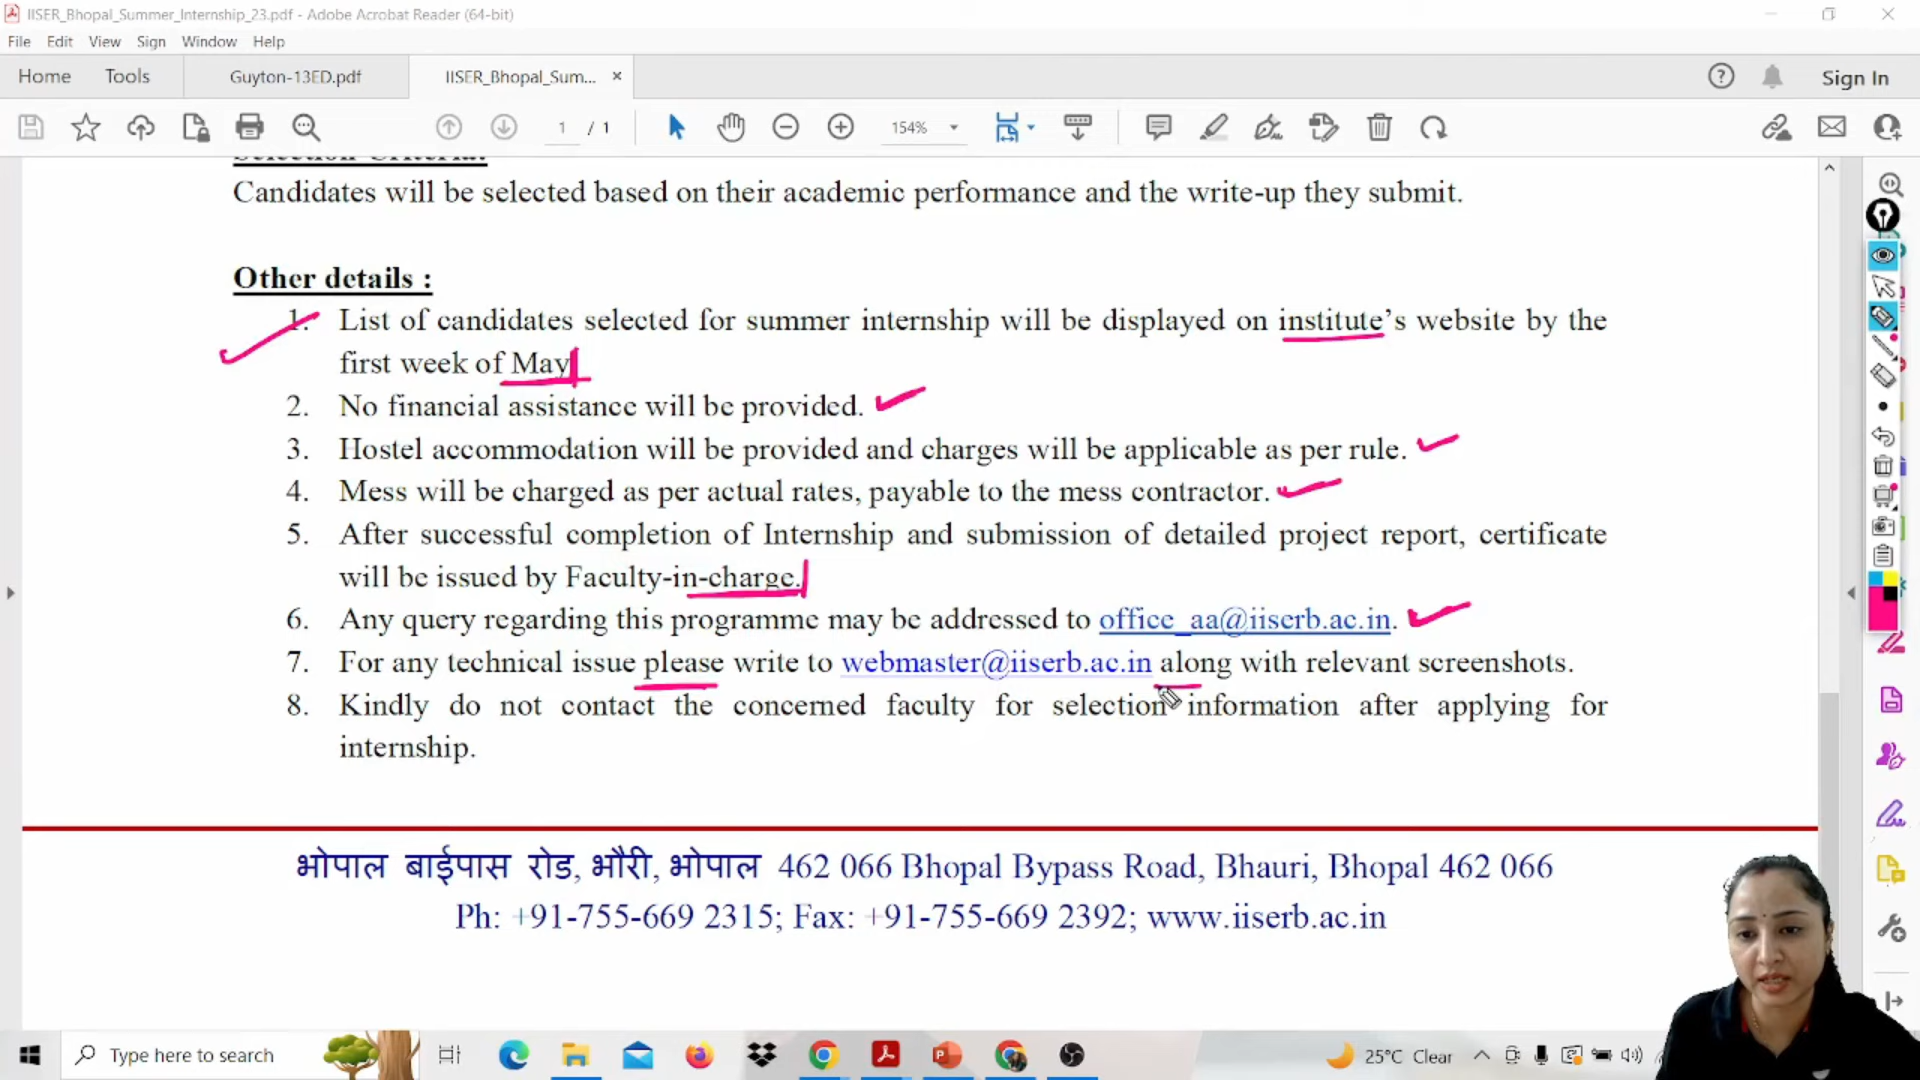 IISER_Bhopal_Summer_Internship_23.pdf - Adobe Acrobat Reader (64-bit)
File Edit View Sign Window Help
Home Tools Guyton-13ED.pdf IISER_Bhopal_Sum... × Sign In
1 / 1 154%
Selection Criteria:
Candidates will be selected based on their academic performance and the write-up they submit.
Other details :
1. List of candidates selected for summer internship will be displayed on institute’s website by the
first week of May
2. No financial assistance will be provided.
3. Hostel accommodation will be provided and charges will be applicable as per rule.
4. Mess will be charged as per actual rates, payable to the mess contractor.
5. After successful completion of Internship and submission of detailed project report, certificate
will be issued by Faculty-in-charge.
6. Any query regarding this programme may be addressed to office_aa@iiserb.ac.in.
7. For any technical issue please write to webmaster@iiserb.ac.in along with relevant screenshots.
8. Kindly do not contact the concerned faculty for selection information after applying for
internship.
भोपाल बाईपास रोड, भौरी, भोपाल 462 066 Bhopal Bypass Road, Bhauri, Bhopal 462 066
Ph: +91-755-669 2315; Fax: +91-755-669 2392; www.iiserb.ac.in
Type here to search 25°C Clear